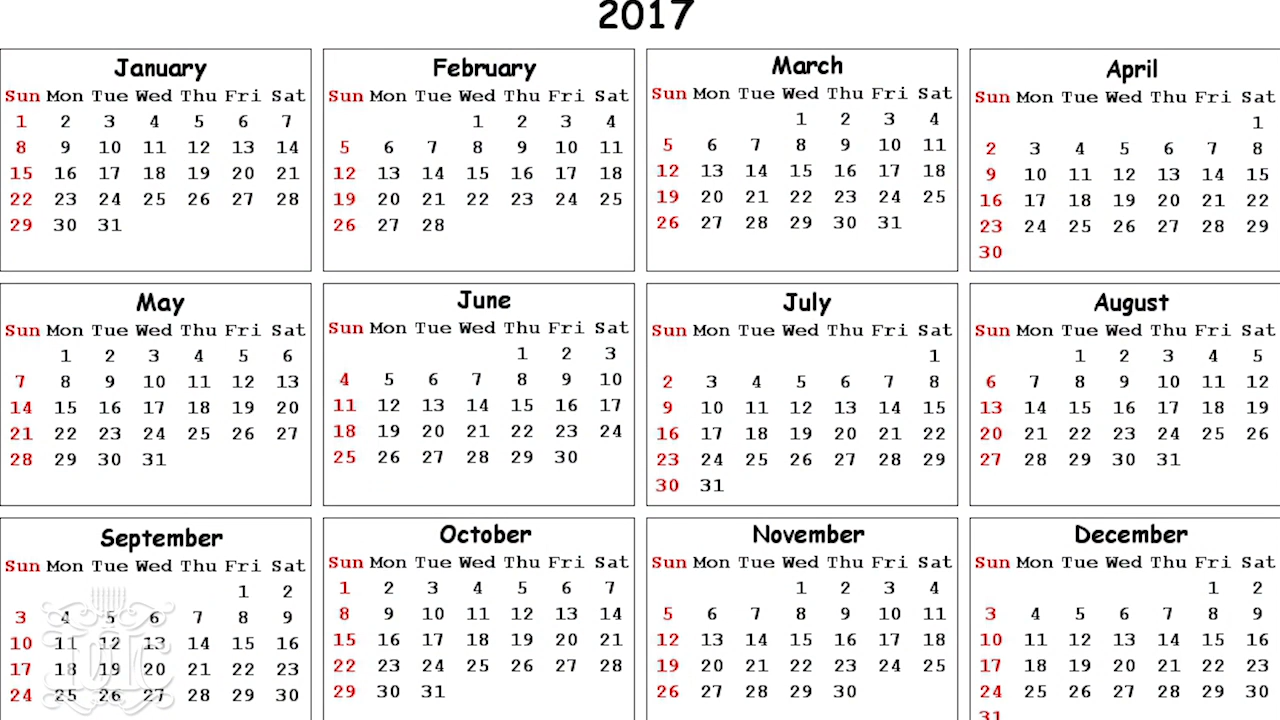 2017
January
Sun Mon Tue Wed Thu Fri Sat
1 2 3 4 5 6 7
8 9 10 11 12 13 14
15 16 17 18 19 20 21
22 23 24 25 26 27 28
29 30 31
February
Sun Mon Tue Wed Thu Fri Sat
1 2 3 4
5 6 7 8 9 10 11
12 13 14 15 16 17 18
19 20 21 22 23 24 25
26 27 28
March
Sun Mon Tue Wed Thu Fri Sat
1 2 3 4
5 6 7 8 9 10 11
12 13 14 15 16 17 18
19 20 21 22 23 24 25
26 27 28 29 30 31
April
Sun Mon Tue Wed Thu Fri Sat
1
2 3 4 5 6 7 8
9 10 11 12 13 14 15
16 17 18 19 20 21 22
23 24 25 26 27 28 29
30
May
Sun Mon Tue Wed Thu Fri Sat
1 2 3 4 5 6
7 8 9 10 11 12 13
14 15 16 17 18 19 20
21 22 23 24 25 26 27
28 29 30 31
June
Sun Mon Tue Wed Thu Fri Sat
1 2 3
4 5 6 7 8 9 10
11 12 13 14 15 16 17
18 19 20 21 22 23 24
25 26 27 28 29 30
July
Sun Mon Tue Wed Thu Fri Sat
1
2 3 4 5 6 7 8
9 10 11 12 13 14 15
16 17 18 19 20 21 22
23 24 25 26 27 28 29
30 31
August
Sun Mon Tue Wed Thu Fri Sat
1 2 3 4 5
6 7 8 9 10 11 12
13 14 15 16 17 18 19
20 21 22 23 24 25 26
27 28 29 30 31
September
Sun Mon Tue Wed Thu Fri Sat
1 2
3 4 5 6 7 8 9
10 11 12 13 14 15 16
17 18 19 20 21 22 23
24 25 26 27 28 29 30
October
Sun Mon Tue Wed Thu Fri Sat
1 2 3 4 5 6 7
8 9 10 11 12 13 14
15 16 17 18 19 20 21
22 23 24 25 26 27 28
29 30 31
November
Sun Mon Tue Wed Thu Fri Sat
1 2 3 4
5 6 7 8 9 10 11
12 13 14 15 16 17 18
19 20 21 22 23 24 25
26 27 28 29 30
December
Sun Mon Tue Wed Thu Fri Sat
1 2
3 4 5 6 7 8 9
10 11 12 13 14 15 16
17 18 19 20 21 22 23
24 25 26 27 28 29 30
31